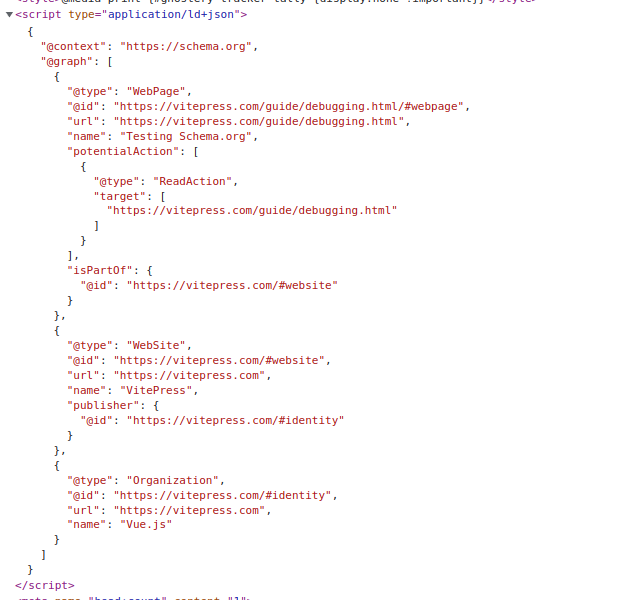 <script type="application/ld+json">
{
"@context": "https://schema.org",
"@graph": [
{
"@type": "WebPage",
"@id": "https://vitepress.com/guide/debugging.html/#webpage",
"url": "https://vitepress.com/guide/debugging.html",
"name": "Testing Schema.org",
"potentialAction": [
{
"@type": "ReadAction",
"target": [
"https://vitepress.com/guide/debugging.html"
]
}
],
"isPartOf": {
"@id": "https://vitepress.com/#website"
}
},
{
"@type": "WebSite",
"@id": "https://vitepress.com/#website",
"url": "https://vitepress.com",
"name": "VitePress",
"publisher": {
"@id": "https://vitepress.com/#identity"
}
},
{
"@type": "Organization",
"@id": "https://vitepress.com/#identity",
"url": "https://vitepress.com",
"name": "Vue.js"
}
]
}
</script>